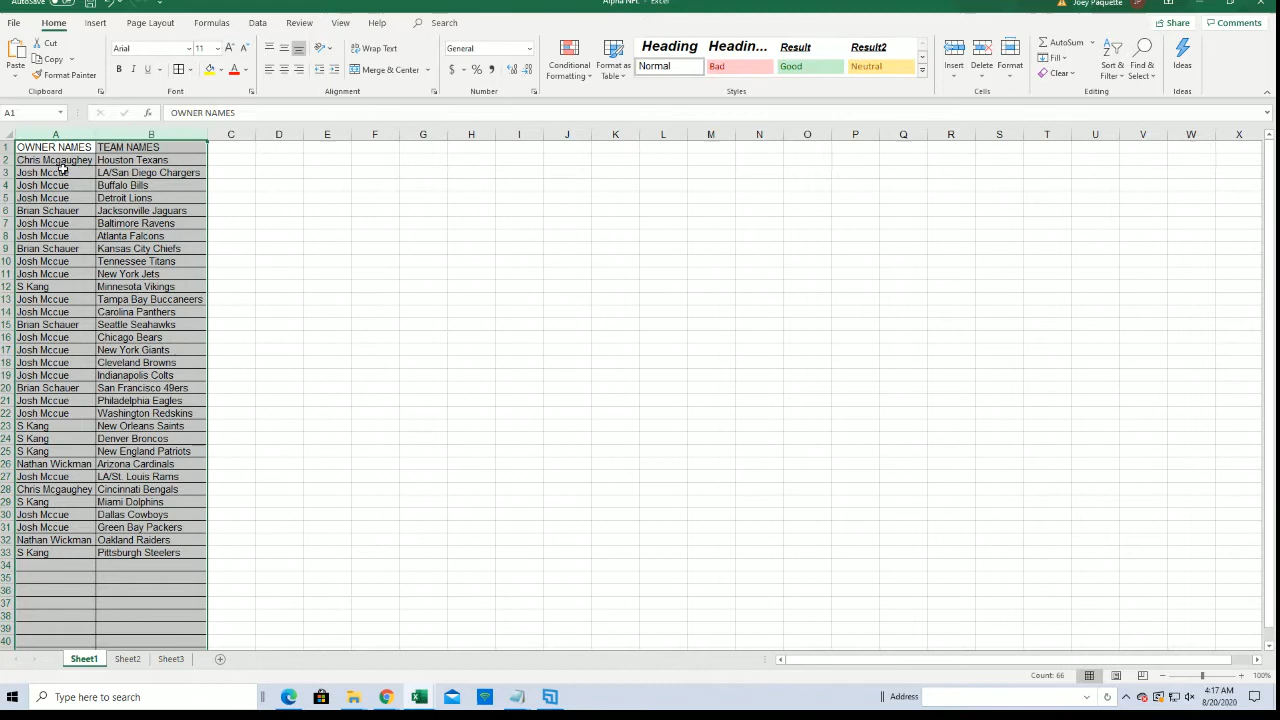 AutoSave
Alpha NFL - Excel
Joey Paquette JP
File Home Insert Page Layout Formulas Data Review View Help Search Share Comments
Paste Cut Copy Format Painter
Arial 11
B I U
Wrap Text
Merge & Center
General
$ % ,
Conditional Formatting
Format as Table
Heading Headin... Result Result2
Normal Bad Good Neutral
Insert Delete Format
AutoSum
Fill
Clear
Sort & Filter
Find & Select
Ideas
Clipboard Font Alignment Number Styles Cells Editing Ideas
A1 fx OWNER NAMES
A B C D E F G H I J K L M N O P Q R S T U V W X
1 OWNER NAMES TEAM NAMES
2 Chris Mcgaughey Houston Texans
3 Josh Mccue LA/San Diego Chargers
4 Josh Mccue Buffalo Bills
5 Josh Mccue Detroit Lions
6 Brian Schauer Jacksonville Jaguars
7 Josh Mccue Baltimore Ravens
8 Josh Mccue Atlanta Falcons
9 Brian Schauer Kansas City Chiefs
10 Josh Mccue Tennessee Titans
11 Josh Mccue New York Jets
12 S Kang Minnesota Vikings
13 Josh Mccue Tampa Bay Buccaneers
14 Josh Mccue Carolina Panthers
15 Brian Schauer Seattle Seahawks
16 Josh Mccue Chicago Bears
17 Josh Mccue New York Giants
18 Josh Mccue Cleveland Browns
19 Josh Mccue Indianapolis Colts
20 Brian Schauer San Francisco 49ers
21 Josh Mccue Philadelphia Eagles
22 Josh Mccue Washington Redskins
23 S Kang New Orleans Saints
24 S Kang Denver Broncos
25 S Kang New England Patriots
26 Nathan Wickman Arizona Cardinals
27 Josh Mccue LA/St. Louis Rams
28 Chris Mcgaughey Cincinnati Bengals
29 S Kang Miami Dolphins
30 Josh Mccue Dallas Cowboys
31 Josh Mccue Green Bay Packers
32 Nathan Wickman Oakland Raiders
33 S Kang Pittsburgh Steelers
34
35
36
37
38
39
40
Sheet1 Sheet2 Sheet3
Count: 66 100%
Type here to search
Address
4:17 AM
8/20/2020